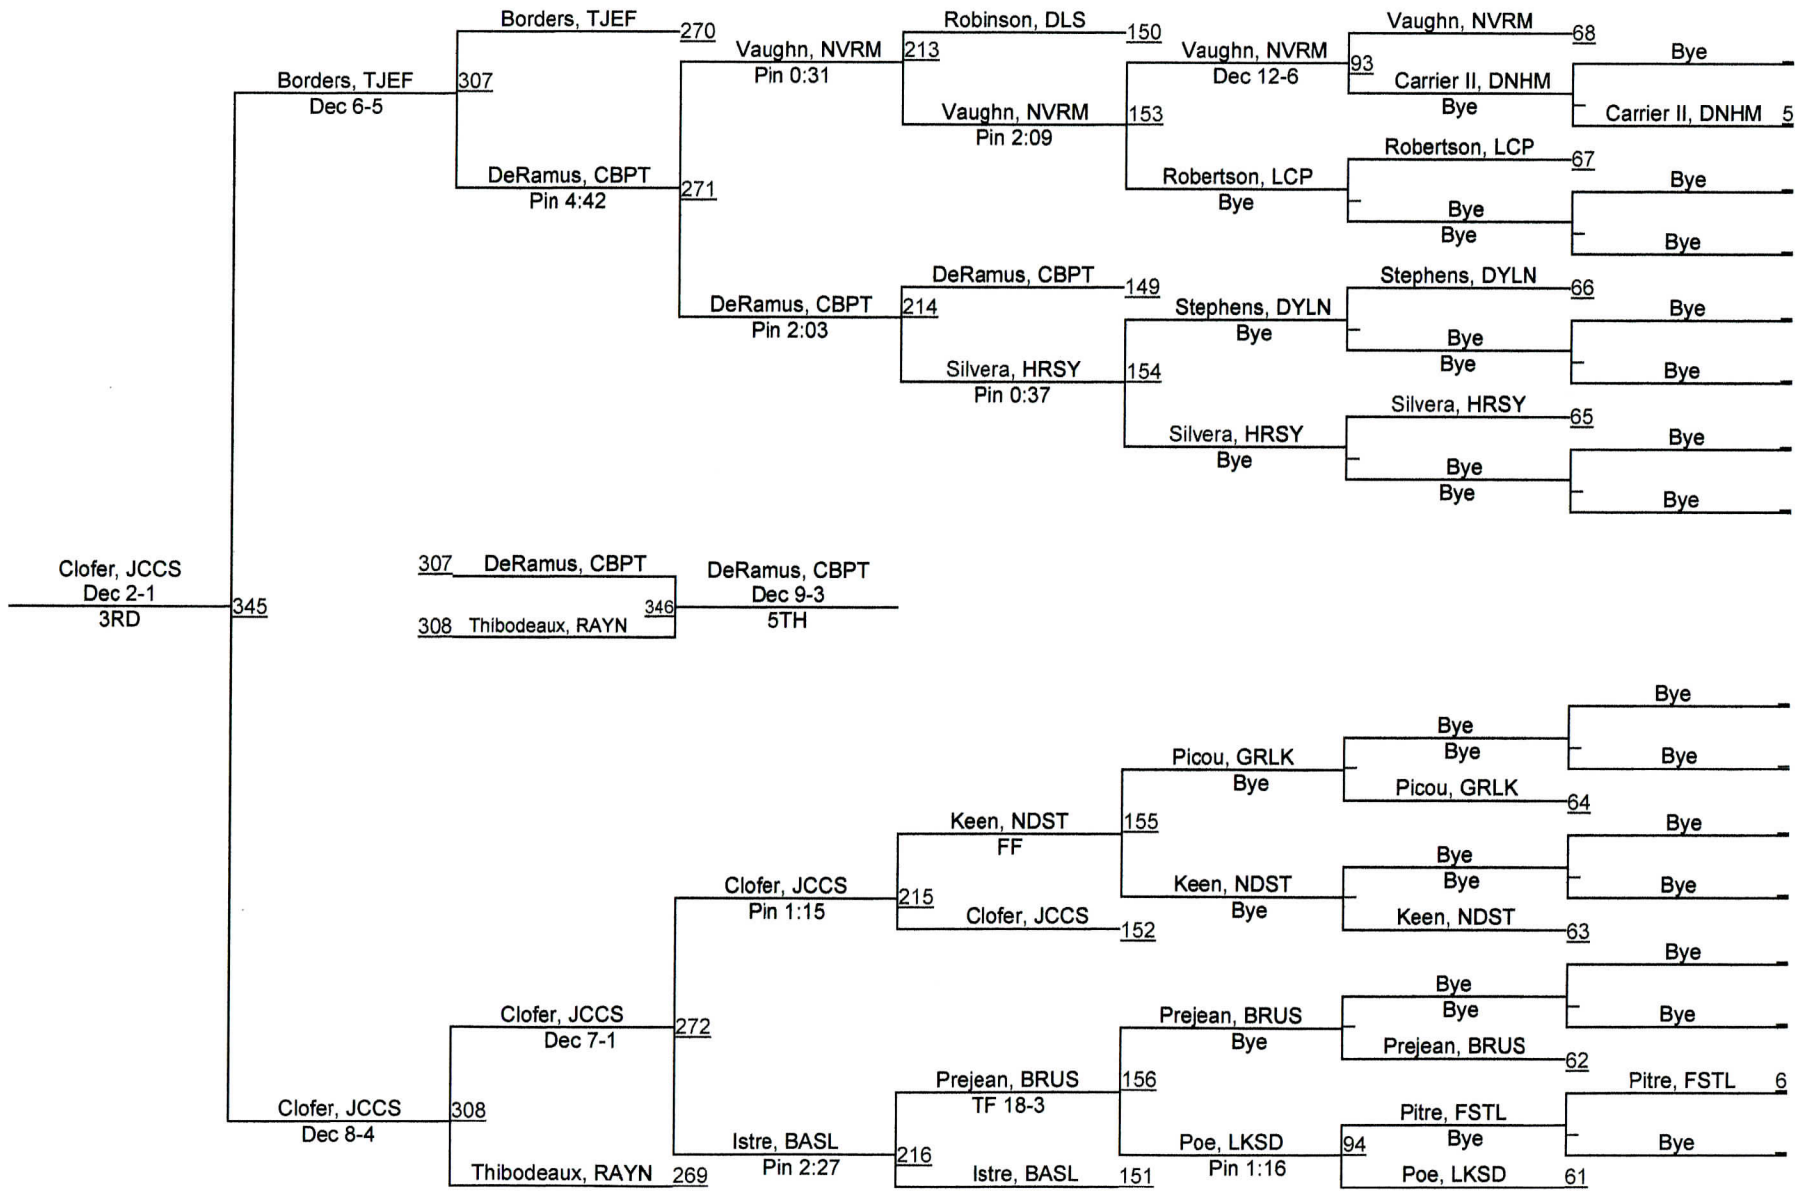 Borders, TJEF
270
Robinson, DLS
150
Vaughn, NVRM
68
Vaughn, NVRM
213
Pin 0:31
Vaughn, NVRM
93
Dec 12-6
Bye
Borders, TJEF
307
Dec 6-5
Carrier II, DNHM
Bye
Carrier II, DNHM 5
Vaughn, NVRM
153
Pin 2:09
Robertson, LCP
67
DeRamus, CBPT
271
Pin 4:42
Robertson, LCP
Bye
Bye
Bye
Bye
Bye
DeRamus, CBPT
149
Stephens, DYLN
66
DeRamus, CBPT
214
Pin 2:03
Stephens, DYLN
Bye
Bye
Bye
Bye
Bye
Silvera, HRSY
154
Pin 0:37
Silvera, HRSY
65
Silvera, HRSY
Bye
Bye
Bye
Bye
Bye
Clofer, JCCS
Dec 2-1
3RD
345
307 DeRamus, CBPT
308 Thibodeaux, RAYN
346
DeRamus, CBPT
Dec 9-3
5TH
Bye
Bye
Bye
Bye
Picou, GRLK
Bye
Picou, GRLK
64
Keen, NDST
155
FF
Bye
Bye
Bye
Bye
Clofer, JCCS
215
Pin 1:15
Keen, NDST
Bye
Clofer, JCCS
152
Keen, NDST
63
Bye
Bye
Bye
Bye
Clofer, JCCS
272
Dec 7-1
Prejean, BRUS
Bye
Prejean, BRUS
62
Prejean, BRUS
156
TF 18-3
Pitre, FSTL 6
Clofer, JCCS
308
Dec 8-4
Pitre, FSTL
Bye
Bye
Istre, BASL
216
Pin 2:27
Poe, LKSD
94
Pin 1:16
Thibodeaux, RAYN
269
Istre, BASL
151
Poe, LKSD
61